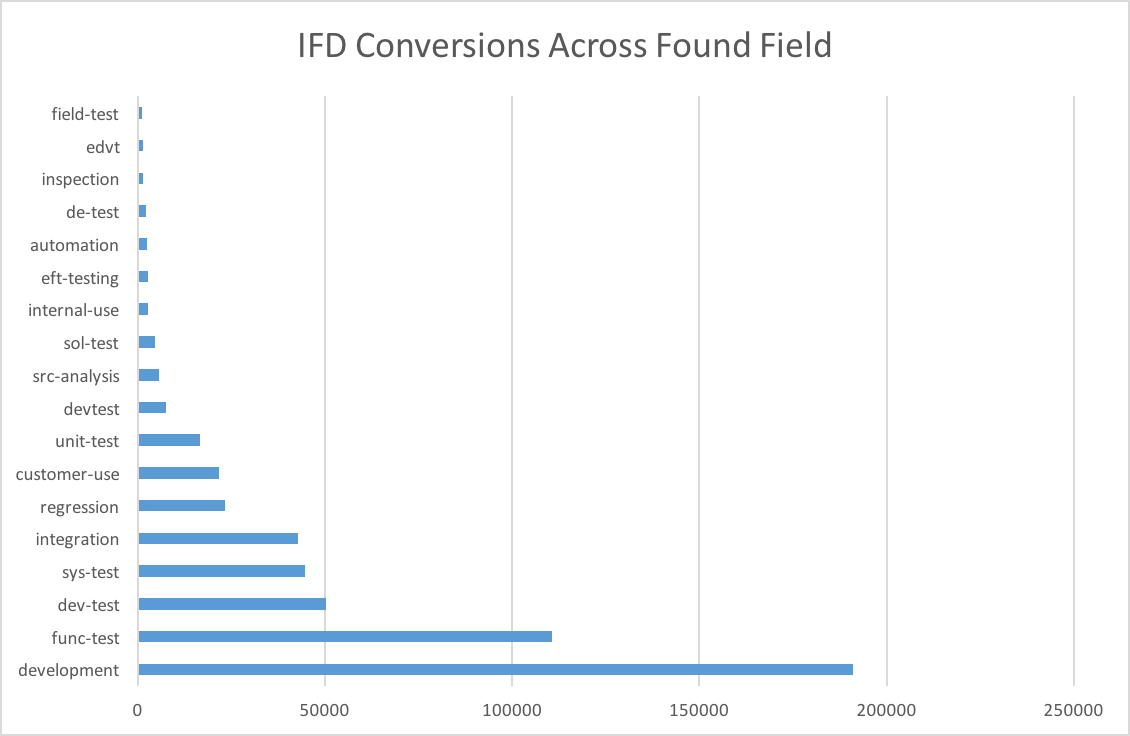 IFD Conversions Across Found Field
field-test
edvt
inspection
de-test
automation
eft-testing
internal-use
sol-test
src-analysis
devtest
unit-test
customer-use
regression
integration
sys-test
dev-test
func-test
development
0 50000 100000 150000 200000 250000